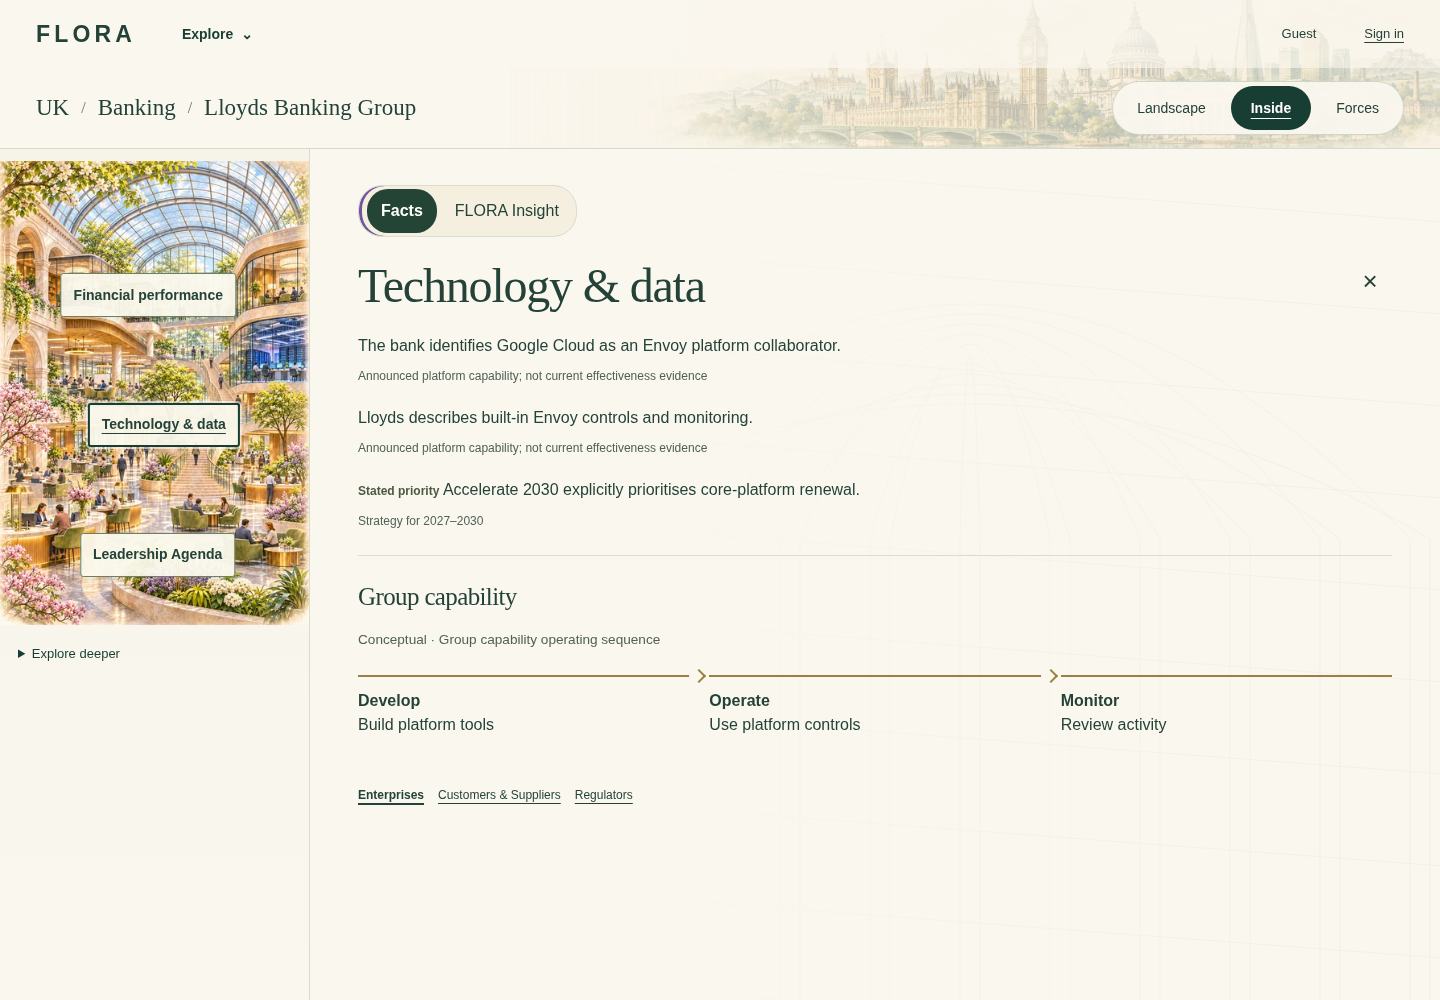 FLORA
Explore
Guest
Sign in
UK / Banking / Lloyds Banking Group
Landscape
Inside
Forces
Financial performance
Technology & data
Leadership Agenda
▶ Explore deeper
Facts
FLORA Insight
Technology & data
×
The bank identifies Google Cloud as an Envoy platform collaborator.
Announced platform capability; not current effectiveness evidence
Lloyds describes built-in Envoy controls and monitoring.
Announced platform capability; not current effectiveness evidence
Stated priority Accelerate 2030 explicitly prioritises core-platform renewal.
Strategy for 2027–2030
Group capability
Conceptual · Group capability operating sequence
Develop
Build platform tools
Operate
Use platform controls
Monitor
Review activity
Enterprises
Customers & Suppliers
Regulators